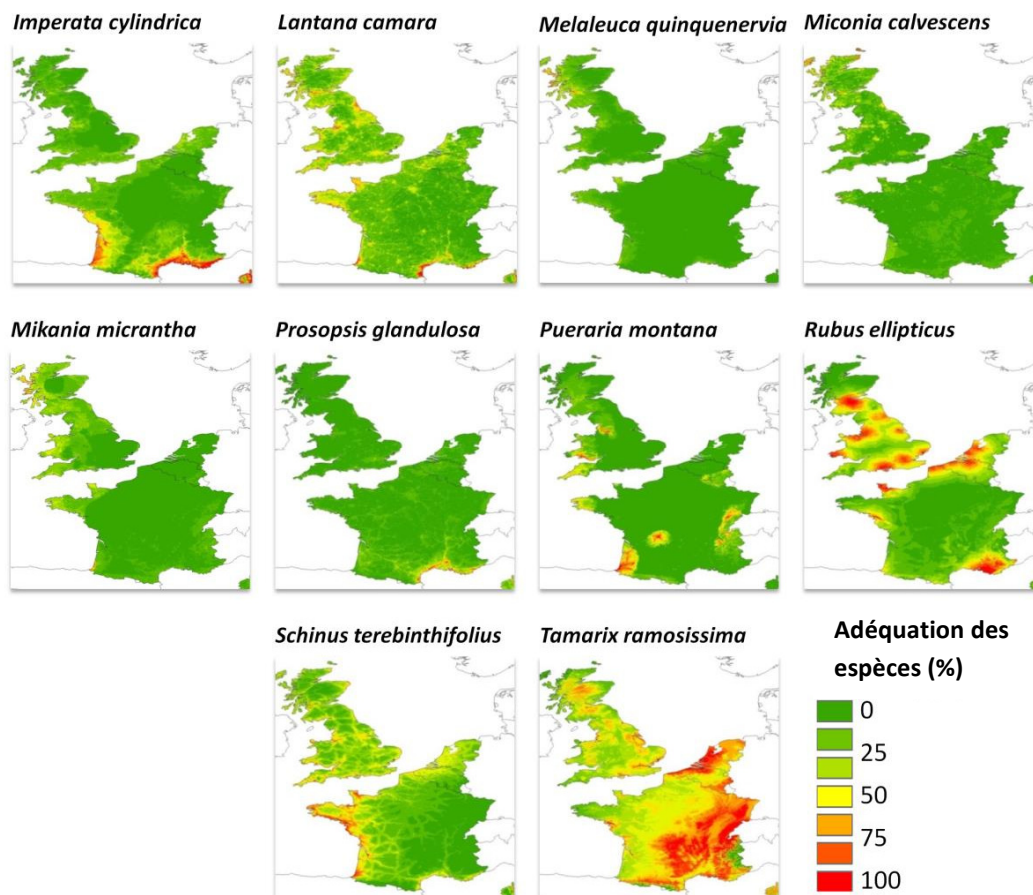 Imperata cylindrica
Lantana camara
Melaleuca quinquenervia
Miconia calvescens
Mikania micrantha
Prosopsis glandulosa
Pueraria montana
Rubus ellipticus
Schinus terebinthifolius
Tamarix ramosissima
Adéquation des
espèces (%)
0
25
50
75
100